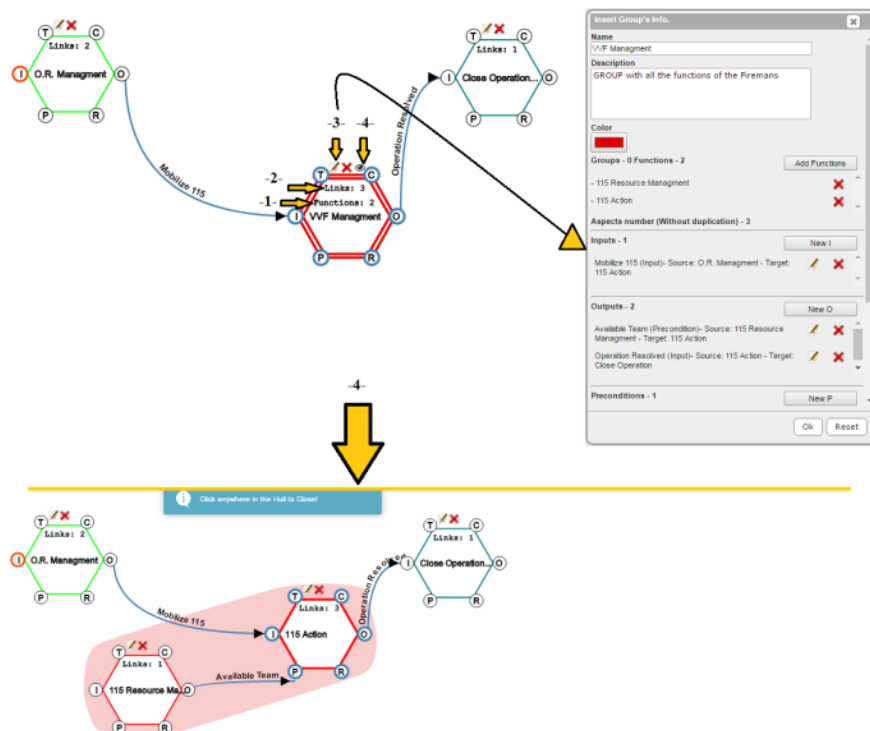 T
C
Links: 2
I
O.R. Managment
O
P
R
Mobilize 115
-3-
-4-
-2-
-1-
T
C
Links: 3
Functions: 2
I
VVF Managment
O
P
R
Operation Resolved
T
C
Links: 1
I
Close Operation...
O
P
R
Insert Group's Info.
Name
VVF Managment
Description
GROUP with all the functions of the Firemans
Color
Groups - 0 Functions - 2
Add Functions
- 115 Resource Managment
- 115 Action
Aspects number (Without duplication) - 3
Inputs - 1
New I
Mobilize 115 (Input)- Source: O.R. Managment - Target:
115 Action
Outputs - 2
New O
Available Team (Precondition)- Source: 115 Resource
Managment - Target: 115 Action
Operation Resolved (Input)- Source: 115 Action - Target:
Close Operation
Preconditions - 1
New P
Ok
Reset
-4-
Click anywhere in the Hull to Close!
T
C
Links: 2
I
O.R. Managment
O
P
R
Mobilize 115
T
C
Links: 1
I
115 Resource Ma...
O
P
R
Available Team
T
C
Links: 3
I
115 Action
O
P
R
Operation Resolved
T
C
Links: 1
I
Close Operation...
O
P
R